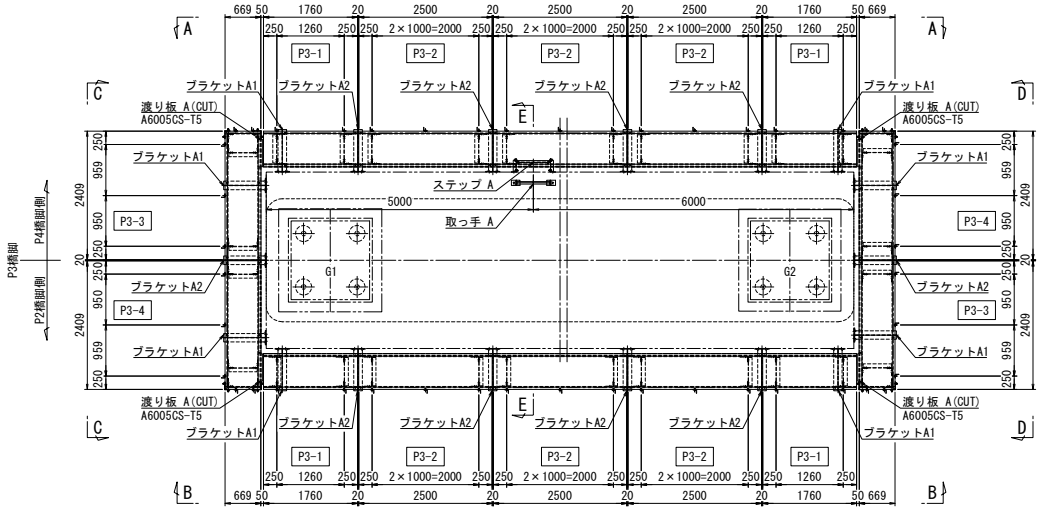 669 50 1760 20 2500 20 2500 20 2500 20 1760 50 669
250 1260 250 250 2×1000=2000 250 250 2×1000=2000 250 250 2×1000=2000 250 250 1260 250
A P3-1 P3-2 P3-2 P3-2 P3-1 A
C ブラケットA1 ブラケットA2 ブラケットA2 ブラケットA2 ブラケットA2 ブラケットA1 D
渡り板 A(CUT) E 渡り板 A(CUT)
A6005CS-T5 A6005CS-T5
250 250
959 ブラケットA1 ブラケットA1 959
2409 ステップ A 2409
5000 6000
950 取っ手 A 950
P4橋脚側 P3-3 P3-4
250 250
P3橋脚 20 G1 G2 20
250 250
P2橋脚側 ブラケットA2 ブラケットA2
950 P3-4 P3-3 950
2409 2409
959 ブラケットA1 ブラケットA1 959
250 250
渡り板 A(CUT) E 渡り板 A(CUT)
A6005CS-T5 A6005CS-T5
C ブラケットA1 ブラケットA2 ブラケットA2 ブラケットA2 ブラケットA2 ブラケットA1 D
P3-1 P3-2 P3-2 P3-2 P3-1
250 1260 250 250 2×1000=2000 250 250 2×1000=2000 250 250 2×1000=2000 250 250 1260 250
B B
669 50 1760 20 2500 20 2500 20 2500 20 1760 50 669